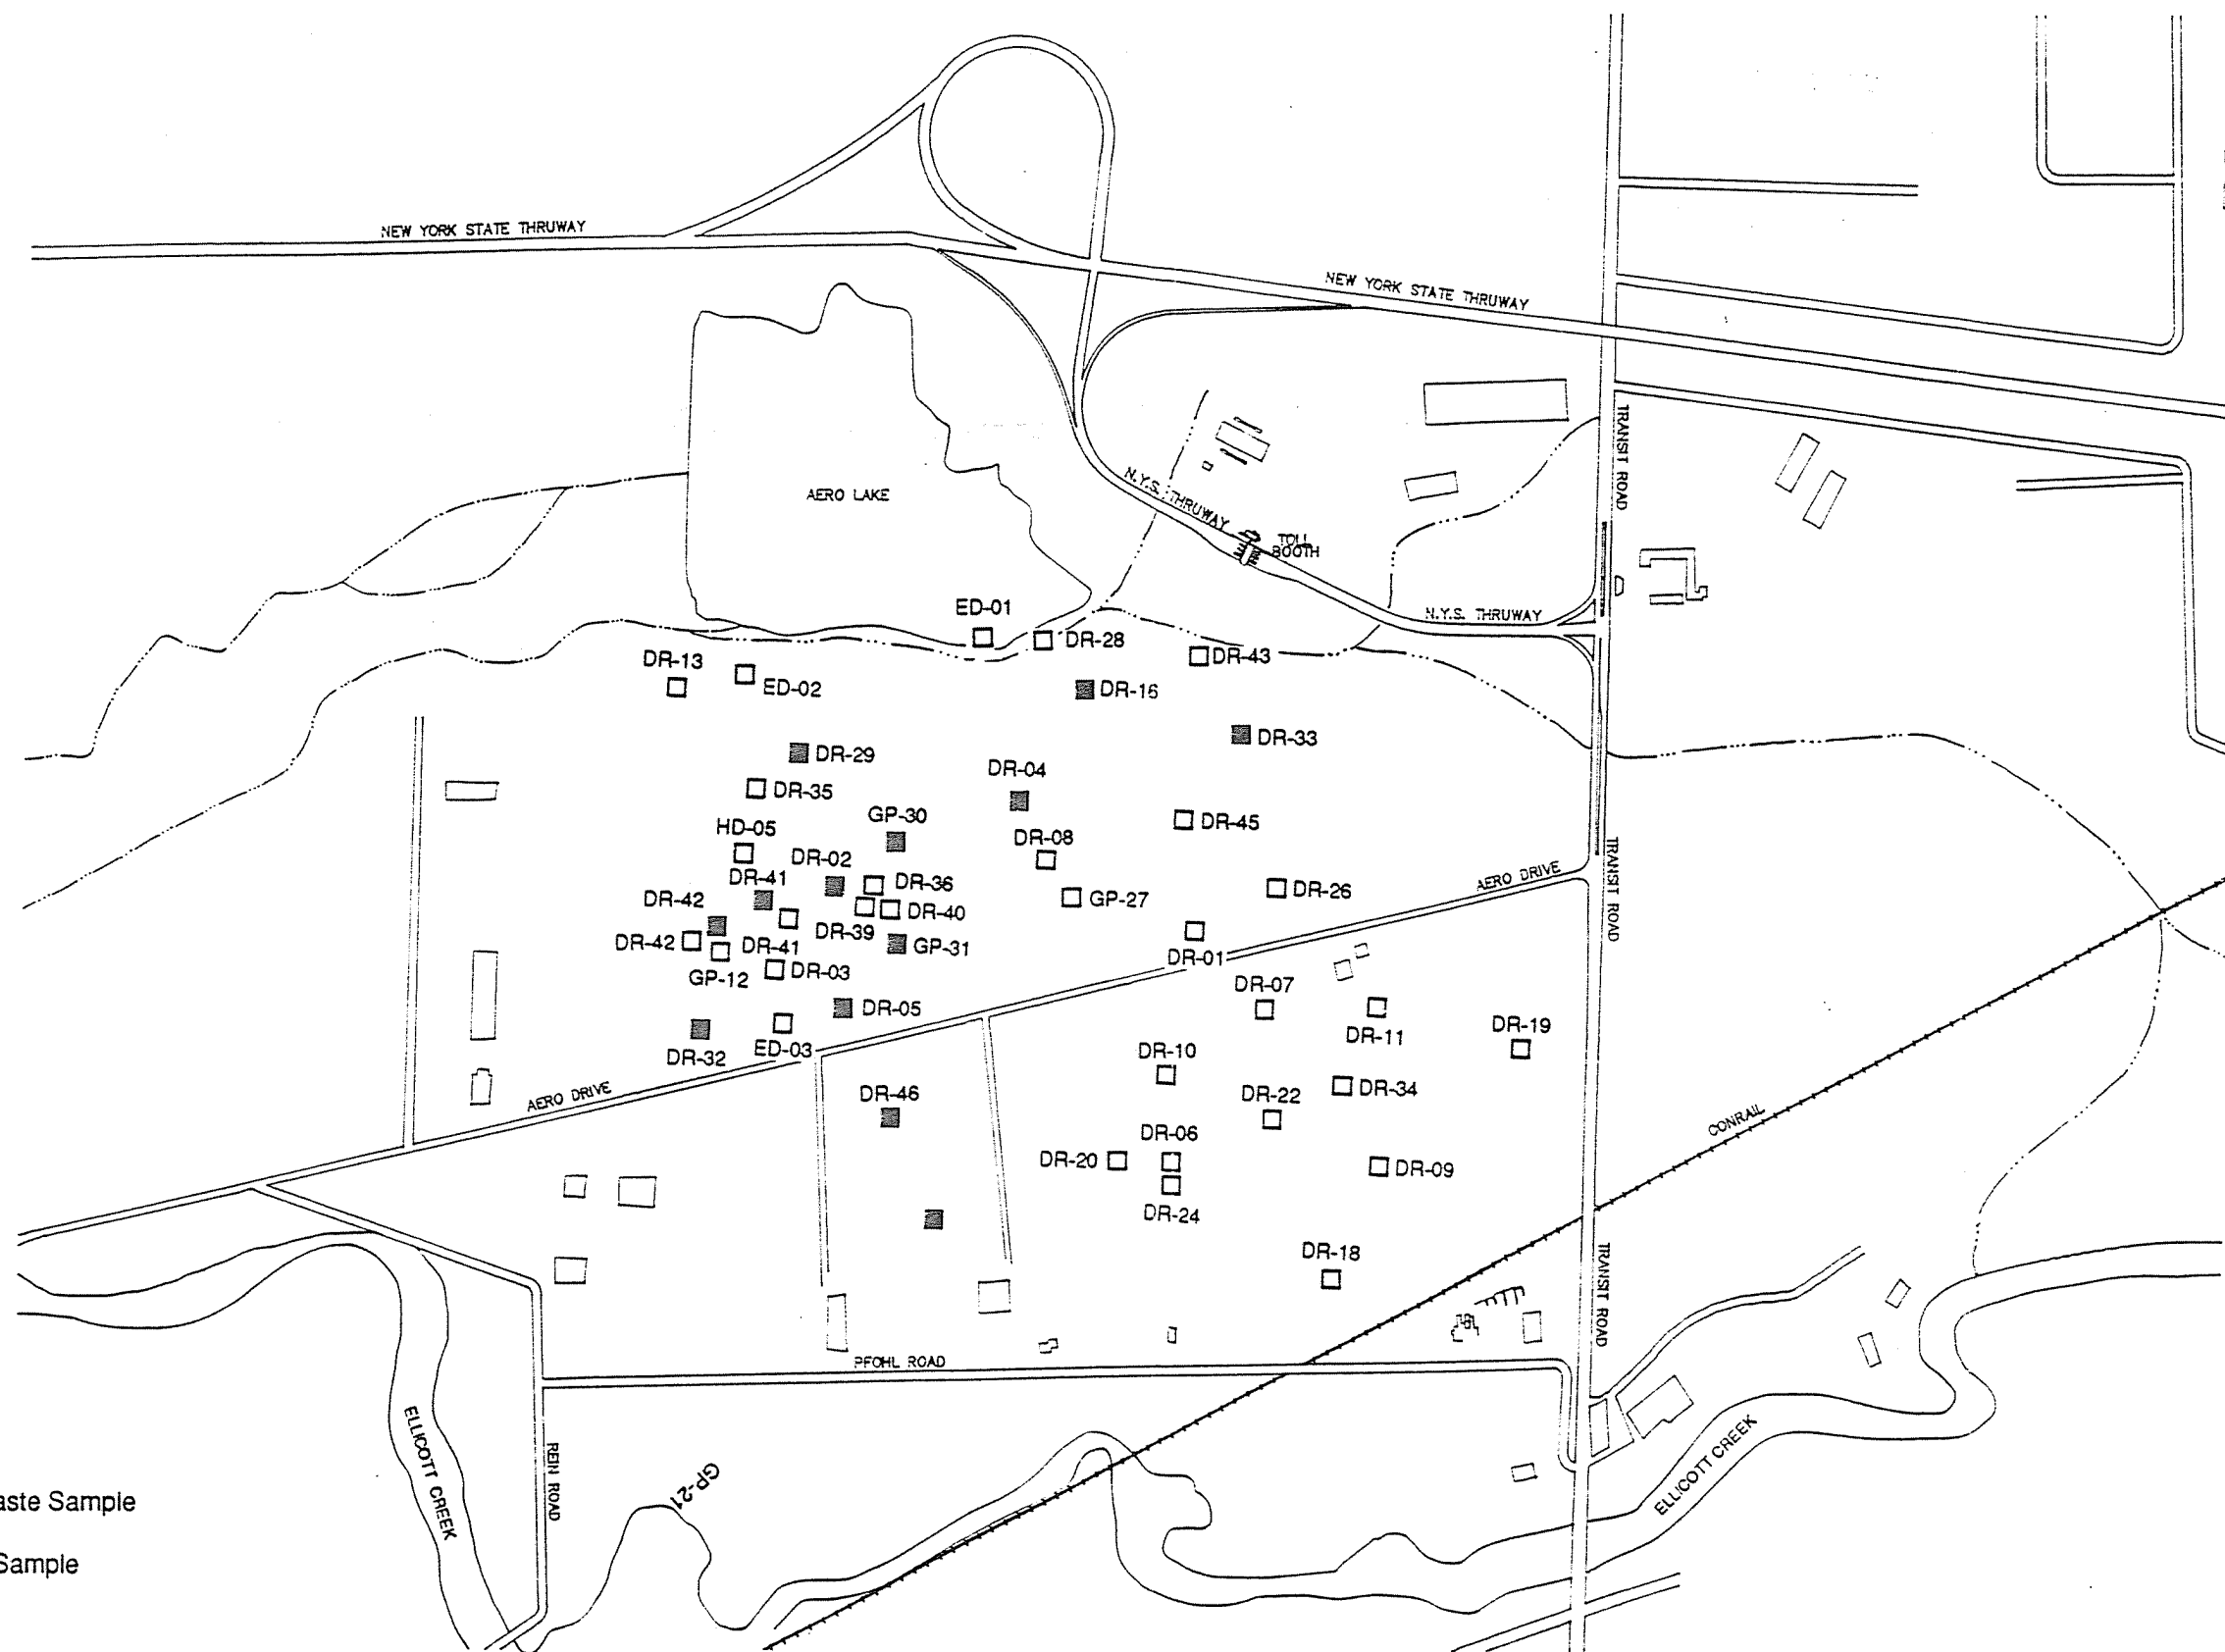 NEW YORK STATE THRUWAY
NEW YORK STATE THRUWAY
TRANSIT ROAD
AERO LAKE
N.Y.S. THRUWAY
TOLL
BOOTH
ED-01
N.Y.S. THRUWAY
DR-28
DR-43
DR-13
ED-02
DR-16
DR-33
DR-29
DR-04
DR-35
GP-30
DR-45
HD-05
DR-02
DR-08
DR-41
DR-36
DR-26
AERO DRIVE
TRANSIT ROAD
DR-42
GP-27
DR-40
DR-39
DR-42
DR-41
GP-31
DR-01
GP-12
DR-03
DR-07
DR-05
DR-11
DR-19
DR-32
ED-03
DR-10
DR-34
AERO DRIVE
DR-46
DR-22
CONRAIL
DR-06
DR-20
DR-09
DR-24
DR-18
TRANSIT ROAD
PFOHL ROAD
ELLICOTT CREEK
REIN ROAD
GP-21
ELLICOTT CREEK
aste Sample
Sample